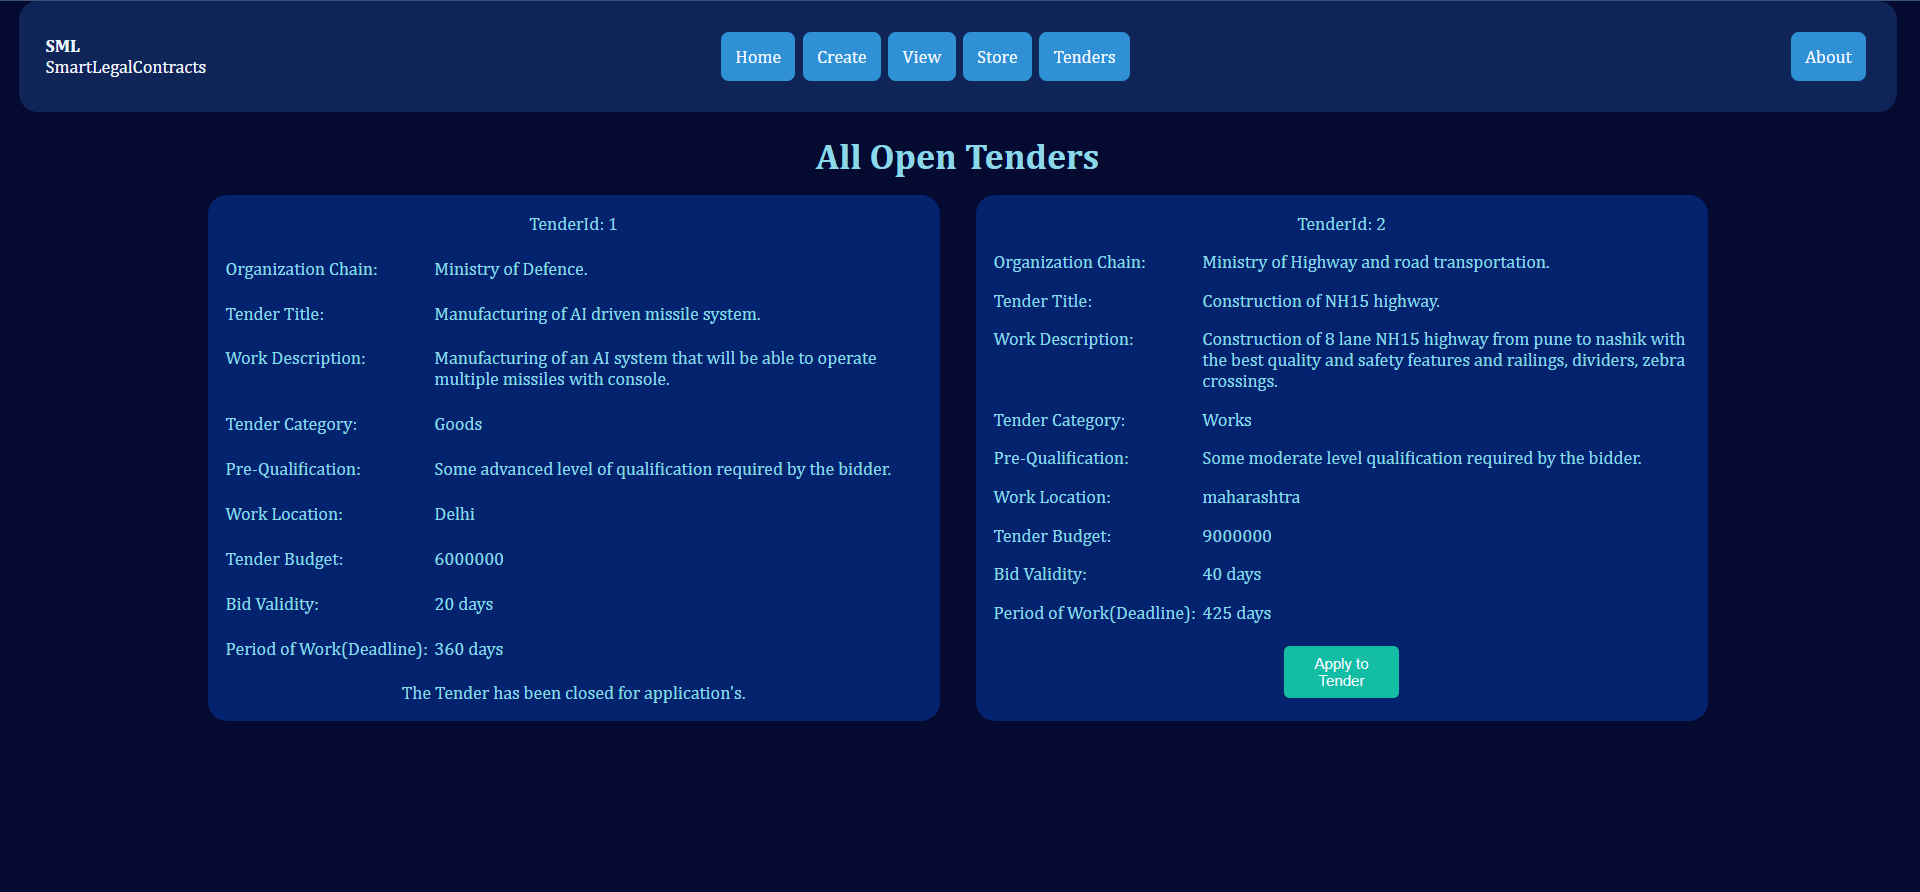 SML
SmartLegalContracts
Home Create View Store Tenders About
All Open Tenders
TenderId: 1
Organization Chain: Ministry of Defence.
Tender Title: Manufacturing of AI driven missile system.
Work Description: Manufacturing of an AI system that will be able to operate
multiple missiles with console.
Tender Category: Goods
Pre-Qualification: Some advanced level of qualification required by the bidder.
Work Location: Delhi
Tender Budget: 6000000
Bid Validity: 20 days
Period of Work(Deadline): 360 days
The Tender has been closed for application's.
TenderId: 2
Organization Chain: Ministry of Highway and road transportation.
Tender Title: Construction of NH15 highway.
Work Description: Construction of 8 lane NH15 highway from pune to nashik with
the best quality and safety features and railings, dividers, zebra
crossings.
Tender Category: Works
Pre-Qualification: Some moderate level qualification required by the bidder.
Work Location: maharashtra
Tender Budget: 9000000
Bid Validity: 40 days
Period of Work(Deadline): 425 days
Apply to
Tender